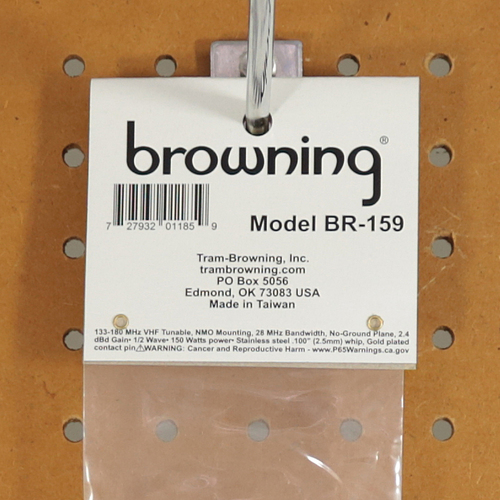 browning®
7 27932 01185 9
Model BR-159
Tram-Browning, Inc.
trambrowning.com
PO Box 5056
Edmond, OK 73083 USA
Made in Taiwan
133-180 MHz VHF Tunable, NMO Mounting, 28 MHz Bandwidth, No-Ground Plane, 2.4
dBd Gain• 1/2 Wave• 150 Watts power• Stainless steel .100" (2.5mm) whip, Gold plated
contact pin⚠WARNING: Cancer and Reproductive Harm - www.P65Warnings.ca.gov